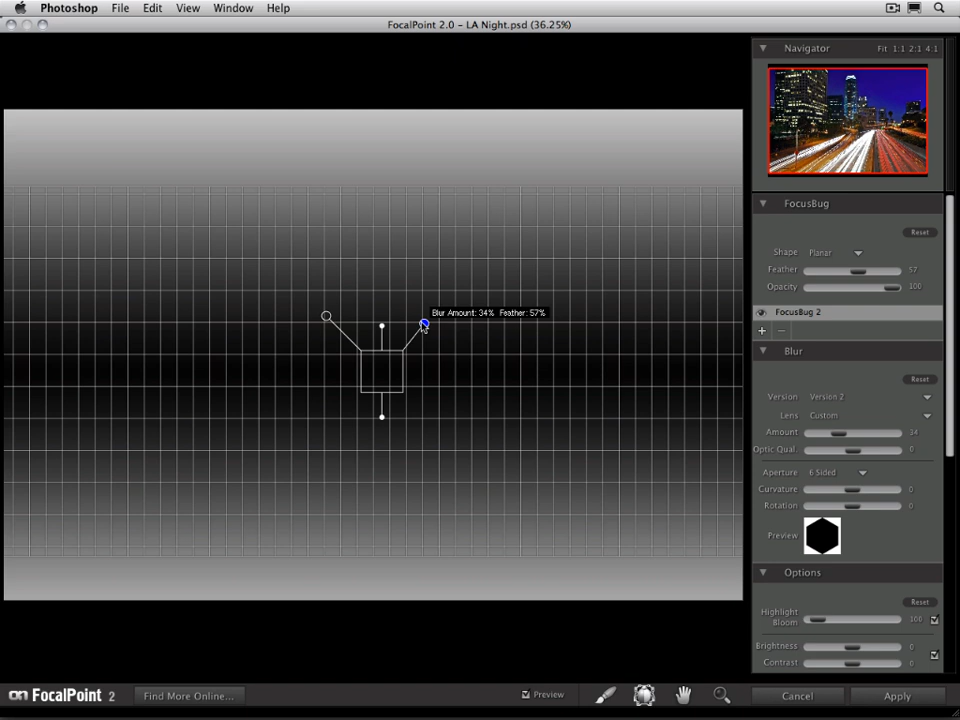 Photoshop File Edit View Window Help
FocalPoint 2.0 – LA Night.psd (36.25%)
Navigator Fit 1:1 2:1 4:1
FocusBug
Reset
Shape Planar
Feather 57
Opacity 100
Blur Amount: 34% Feather: 57%
FocusBug 2
Blur
Reset
Version Version 2
Lens Custom
Amount 34
Optic Qual. 0
Aperture 6 Sided
Curvature 0
Rotation 0
Preview
Options
Reset
Highlight
Bloom 100
Brightness 0
Contrast 0
on FocalPoint 2 Find More Online... Preview Cancel Apply